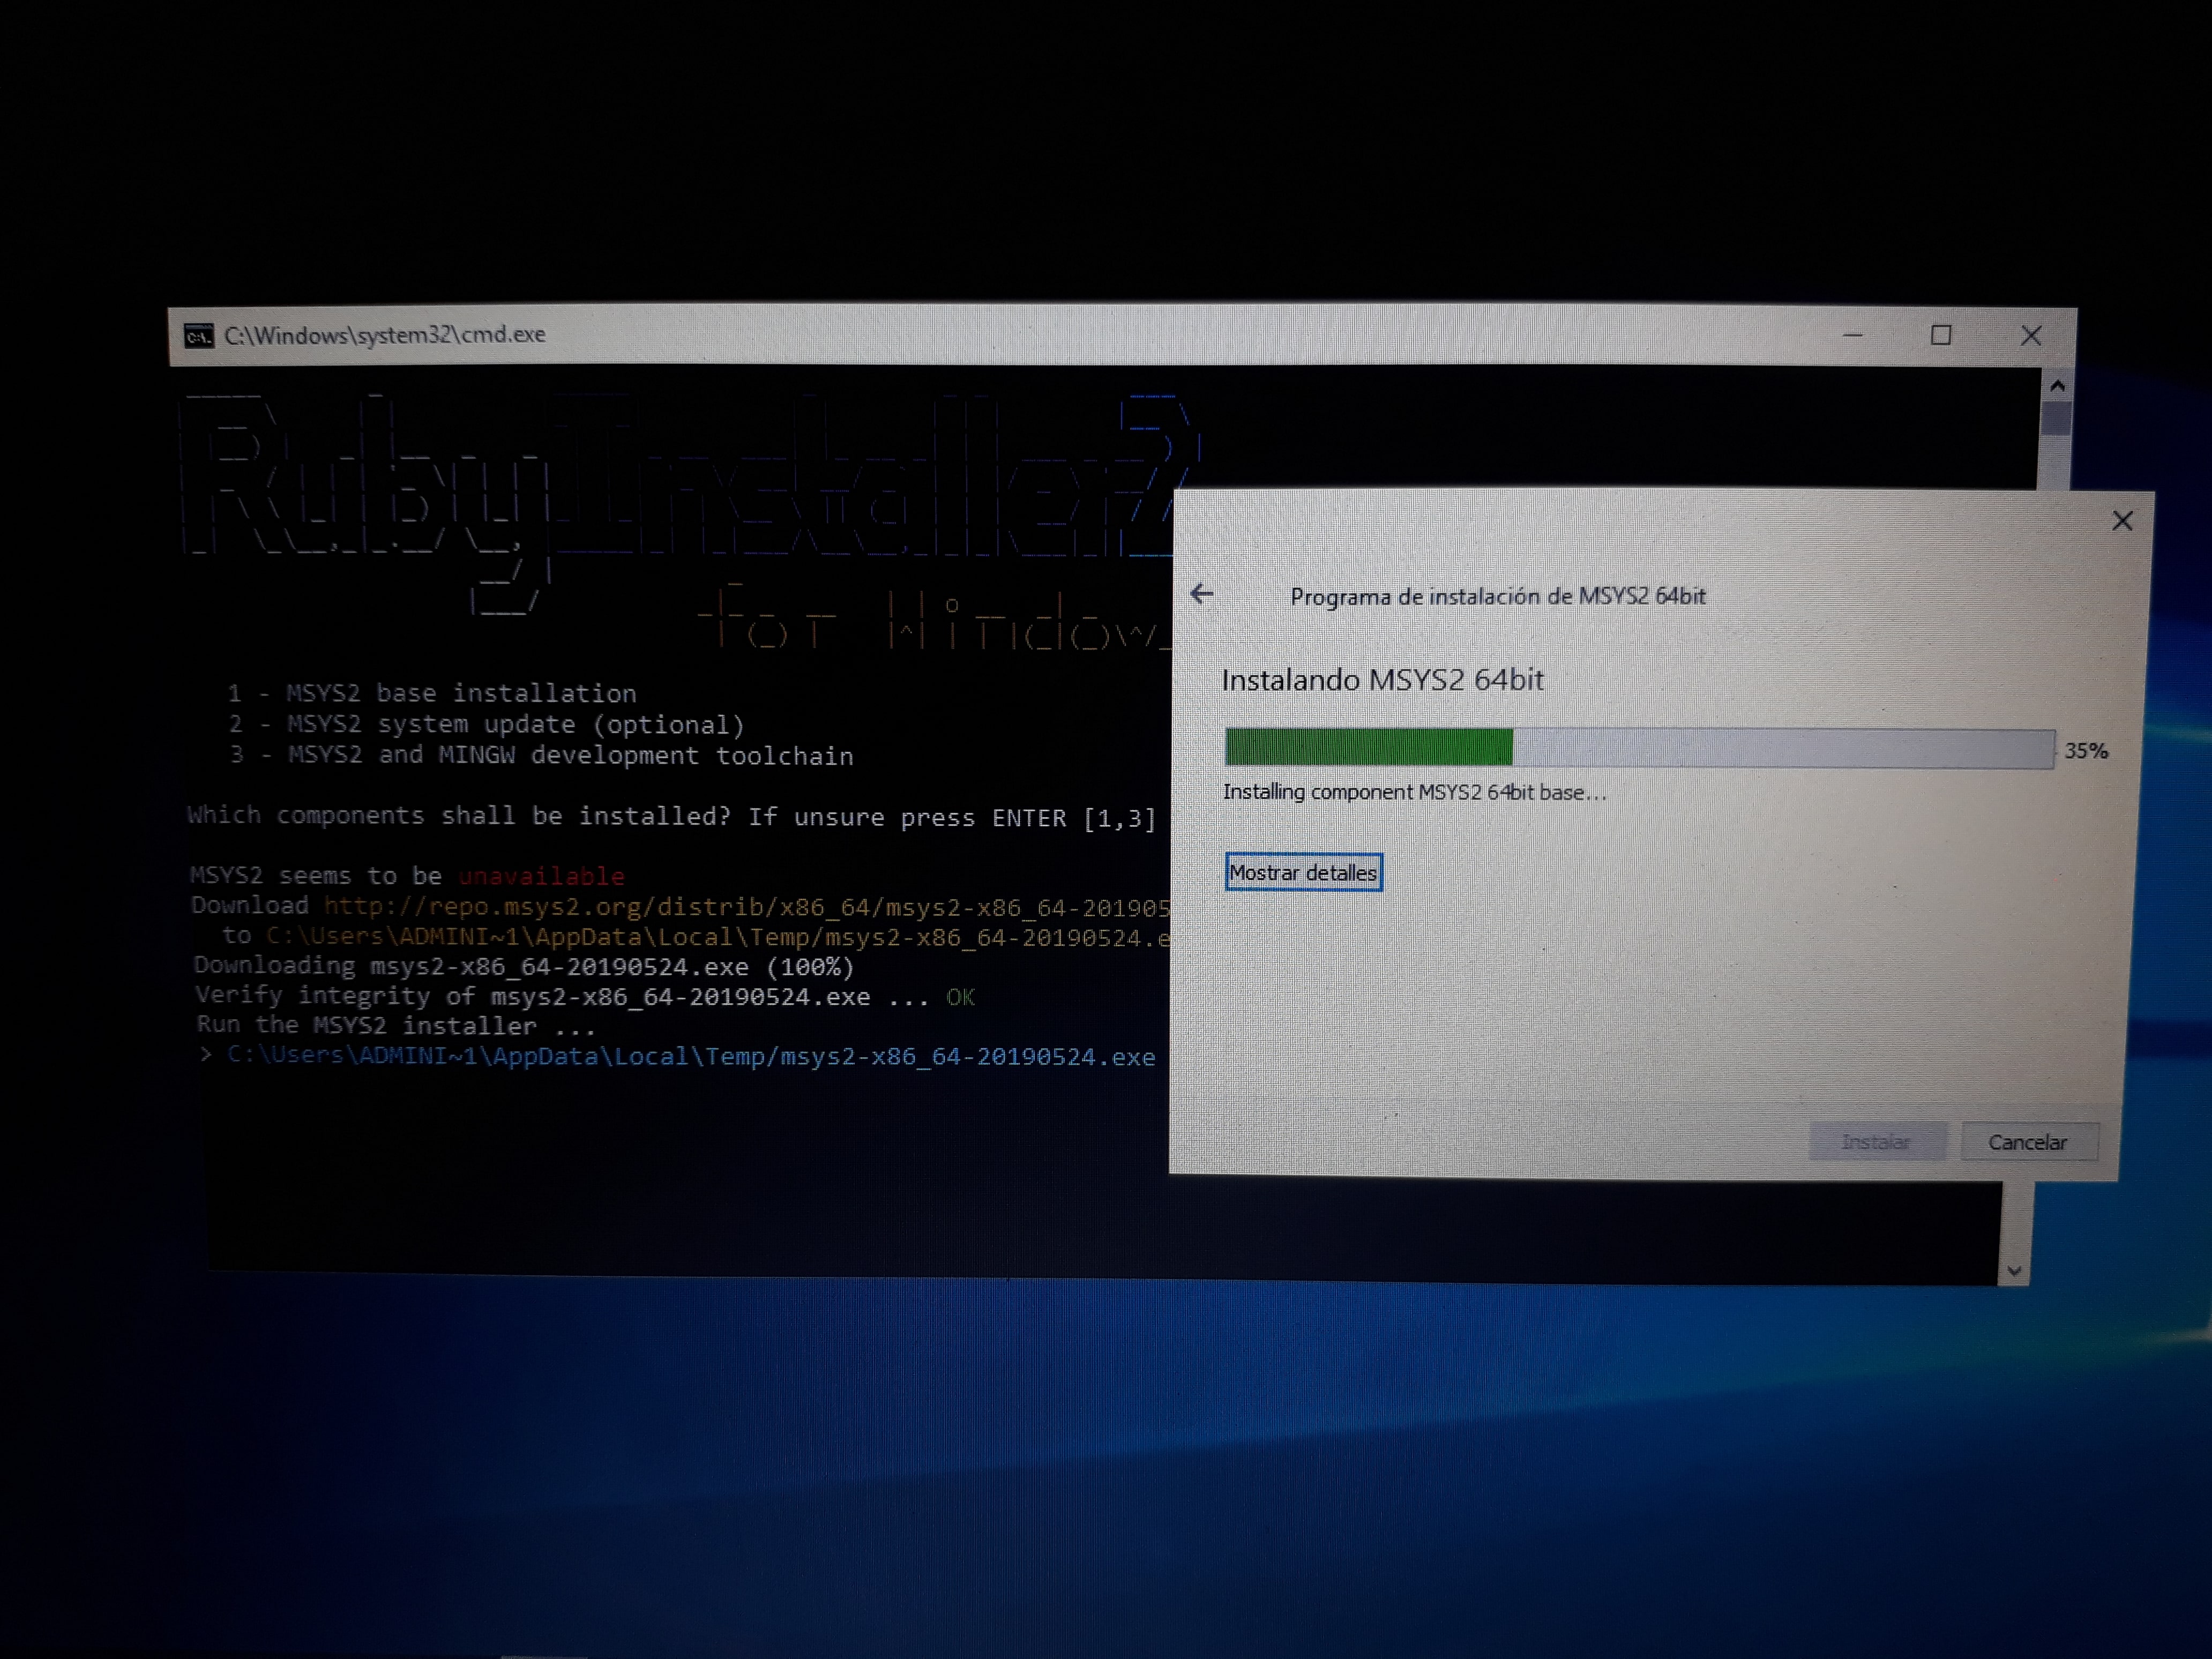 C:\Windows\system32\cmd.exe
RubyInstaller2
for Window
1 - MSYS2 base installation
2 - MSYS2 system update (optional)
3 - MSYS2 and MINGW development toolchain
Which components shall be installed? If unsure press ENTER [1,3]
MSYS2 seems to be unavailable
Download http://repo.msys2.org/distrib/x86_64/msys2-x86_64-201905
to C:\Users\ADMINI~1\AppData\Local\Temp/msys2-x86_64-20190524.e
Downloading msys2-x86_64-20190524.exe (100%)
Verify integrity of msys2-x86_64-20190524.exe ... OK
Run the MSYS2 installer ...
> C:\Users\ADMINI~1\AppData\Local\Temp/msys2-x86_64-20190524.exe
Programa de instalación de MSYS2 64bit
Instalando MSYS2 64bit
35%
Installing component MSYS2 64bit base...
Mostrar detalles
Instalar
Cancelar